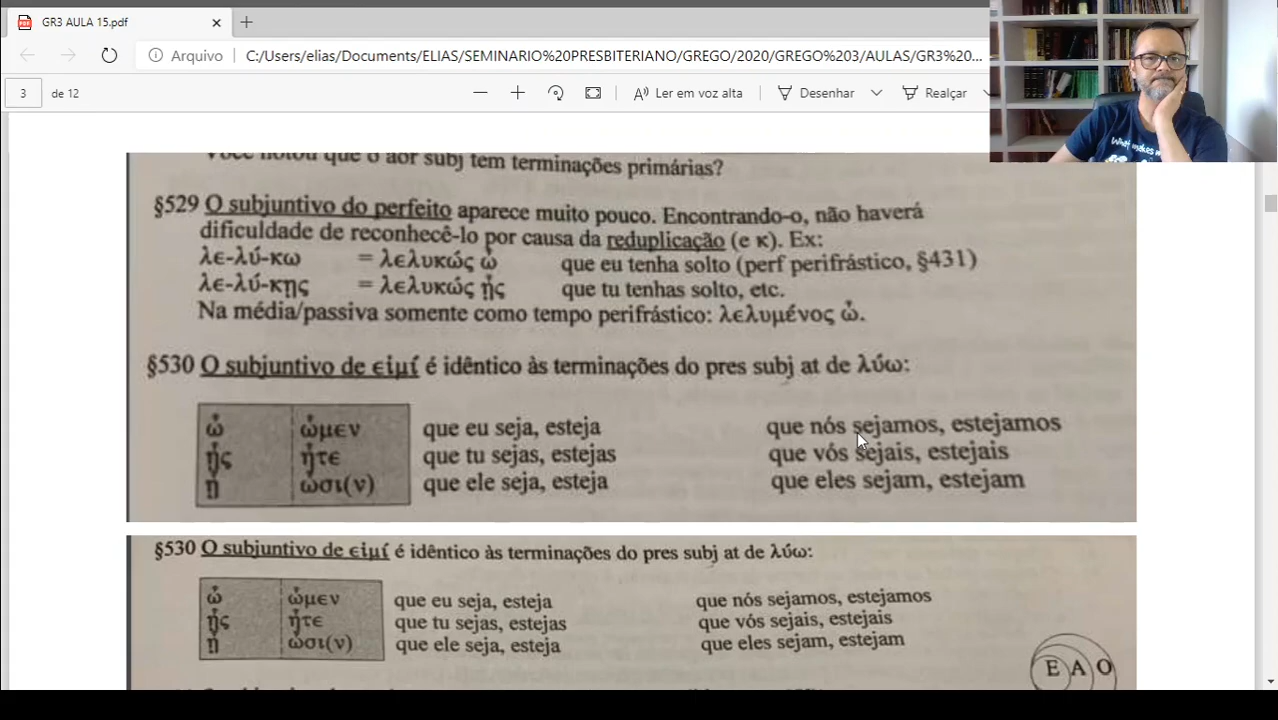 GR3 AULA 15.pdf
Arquivo
C:/Users/elias/Documents/ELIAS/SEMINARIO%20PRESBITERIANO/GREGO/2020/GREGO%203/AULAS/GR3%20...
3 de 12
Ler em voz alta
Desenhar
Realçar
Você notou que o aor subj tem terminações primárias?
§529 O subjuntivo do perfeito aparece muito pouco. Encontrando-o, não haverá
dificuldade de reconhecê-lo por causa da reduplicação (e κ). Ex:
λε-λύ-κω = λελυκώς ὦ que eu tenha solto (perf perifrástico, §431)
λε-λύ-κῃς = λελυκώς ᾖς que tu tenhas solto, etc.
Na média/passiva somente como tempo perifrástico: λελυμένος ὦ.
§530 O subjuntivo de εἰμί é idêntico às terminações do pres subj at de λύω:
ὦ ὦμεν que eu seja, esteja que nós sejamos, estejamos
ᾖς ἦτε que tu sejas, estejas que vós sejais, estejais
ᾖ ὦσι(ν) que ele seja, esteja que eles sejam, estejam
§530 O subjuntivo de εἰμί é idêntico às terminações do pres subj at de λύω:
ὦ ὦμεν que eu seja, esteja que nós sejamos, estejamos
ᾖς ἦτε que tu sejas, estejas que vós sejais, estejais
ᾖ ὦσι(ν) que ele seja, esteja que eles sejam, estejam
E A O